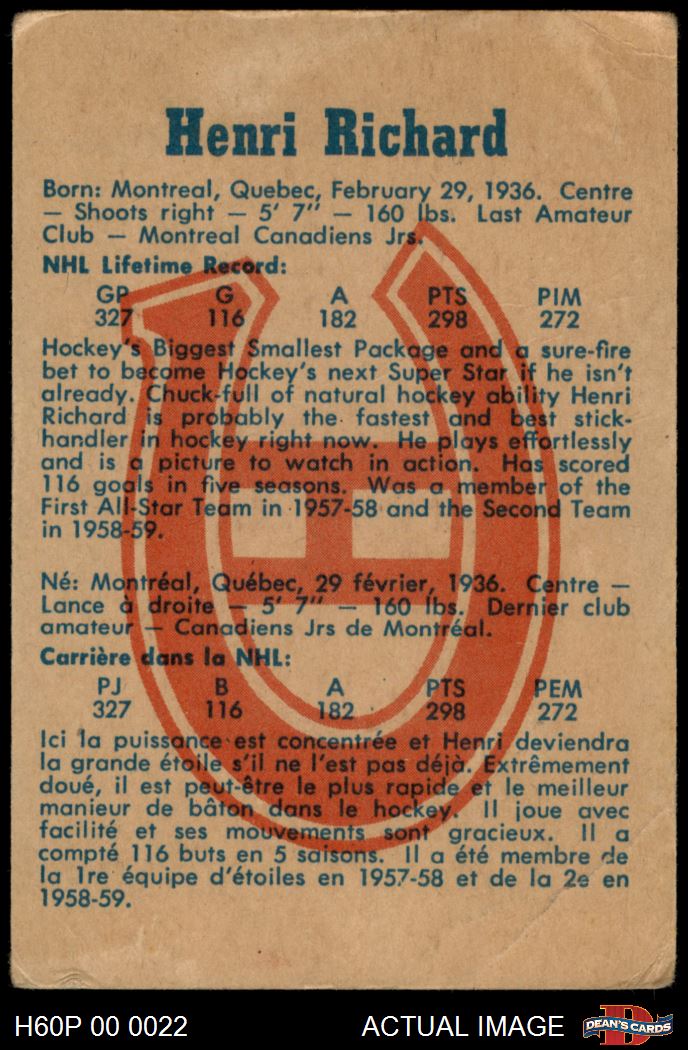 Henri Richard
Born: Montreal, Quebec, February 29, 1936. Centre
— Shoots right — 5' 7" — 160 lbs. Last Amateur
Club — Montreal Canadiens Jrs.
NHL Lifetime Record:
GP G A PTS PIM
327 116 182 298 272
Hockey's Biggest Smallest Package and a sure-fire
bet to become Hockey's next Super Star if he isn't
already. Chuck-full of natural hockey ability Henri
Richard is probably the fastest and best stick-
handler in hockey right now. He plays effortlessly
and is a picture to watch in action. Has scored
116 goals in five seasons. Was a member of the
First All-Star Team in 1957-58 and the Second Team
in 1958-59.
Né: Montréal, Québec, 29 février, 1936. Centre —
Lance à droite — 5' 7" — 160 lbs. Dernier club
amateur — Canadiens Jrs de Montréal.
Carrière dans la NHL:
PJ B A PTS PEM
327 116 182 298 272
Ici la puissance est concentrée et Henri deviendra
la grande étoile s'il ne l'est pas déjà. Extrêmement
doué, il est peut-être le plus rapide et le meilleur
manieur de bâton dans le hockey. Il joue avec
facilité et ses mouvements sont gracieux. Il a
compté 116 buts en 5 saisons. Il a été membre de
la 1re équipe d'étoiles en 1957-58 et de la 2e en
1958-59.
H60P 00 0022 ACTUAL IMAGE DEAN'S CARDS